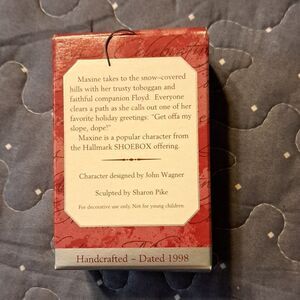 Maxine takes to the snow-covered
hills with her trusty toboggan and
faithful companion Floyd. Everyone
clears a path as she calls out one of her
favorite holiday greetings: "Get offa my
slope, dope!"
Maxine is a popular character from
the Hallmark SHOEBOX offering.
Character designed by John Wagner
Sculpted by Sharon Pike
For decorative use only. Not for young children.
Handcrafted – Dated 1998